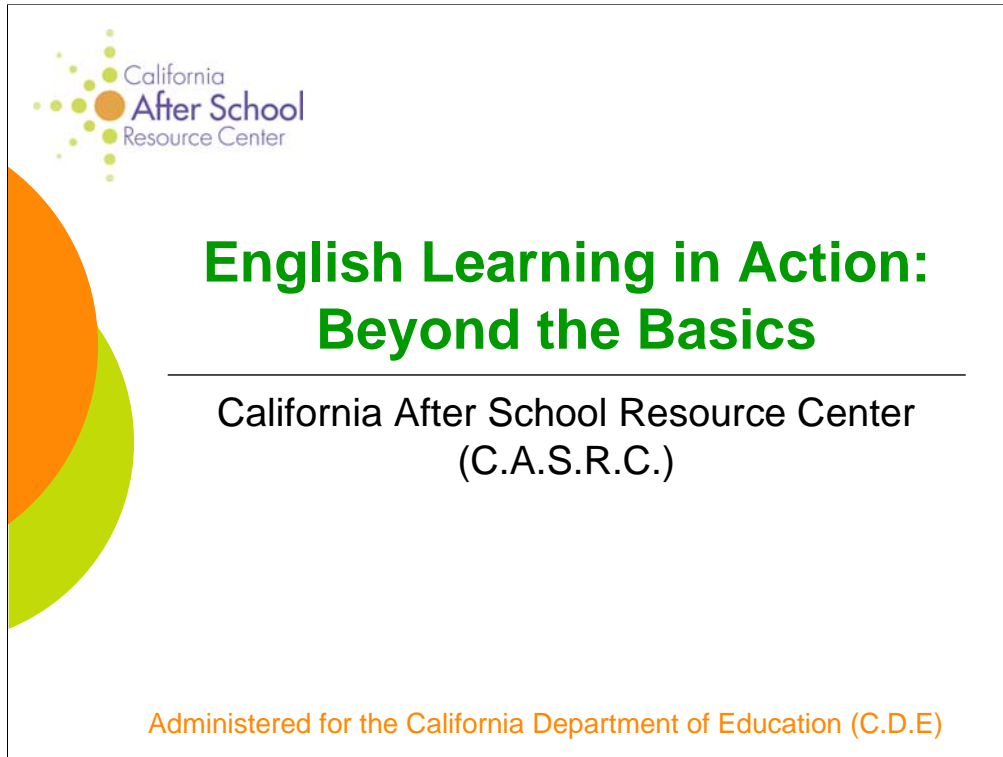 California
After School
Resource Center
English Learning in Action:
Beyond the Basics
California After School Resource Center
(C.A.S.R.C.)
Administered for the California Department of Education (C.D.E)